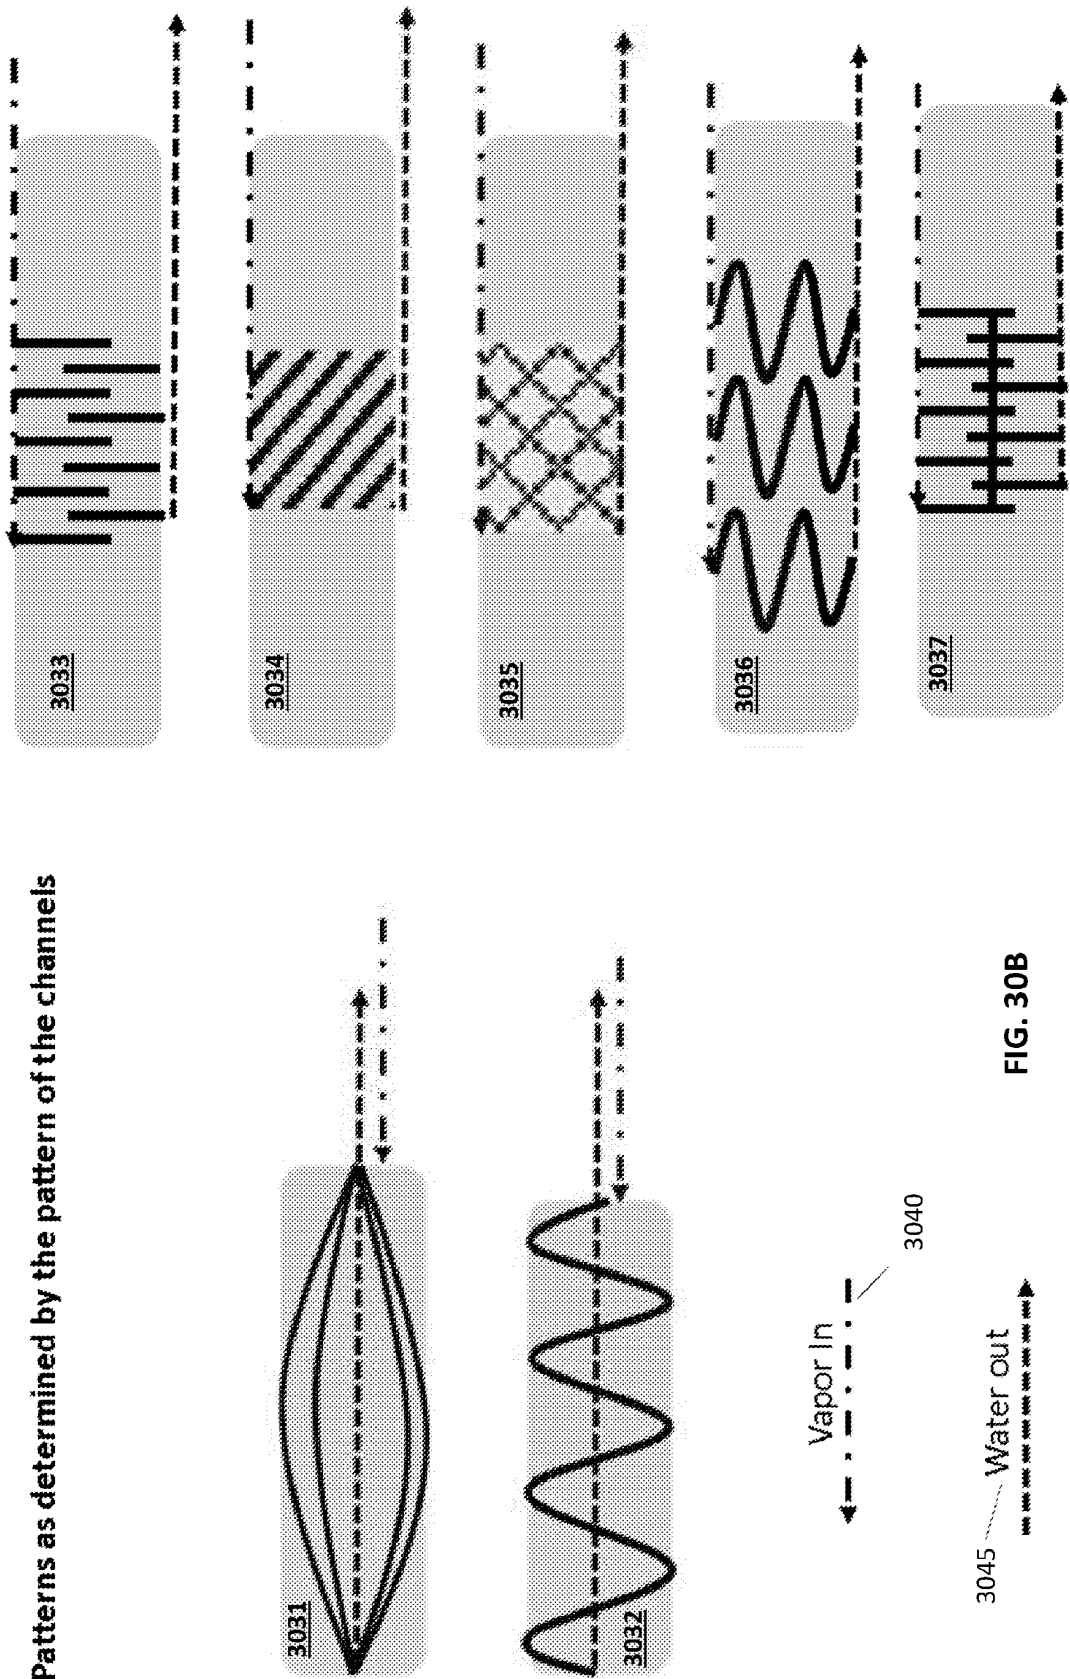 Patterns as determined by the pattern of the channels
3031
3032
3033
3034
3035
3036
3037
Vapor In
3040
3045
Water out
FIG. 30B